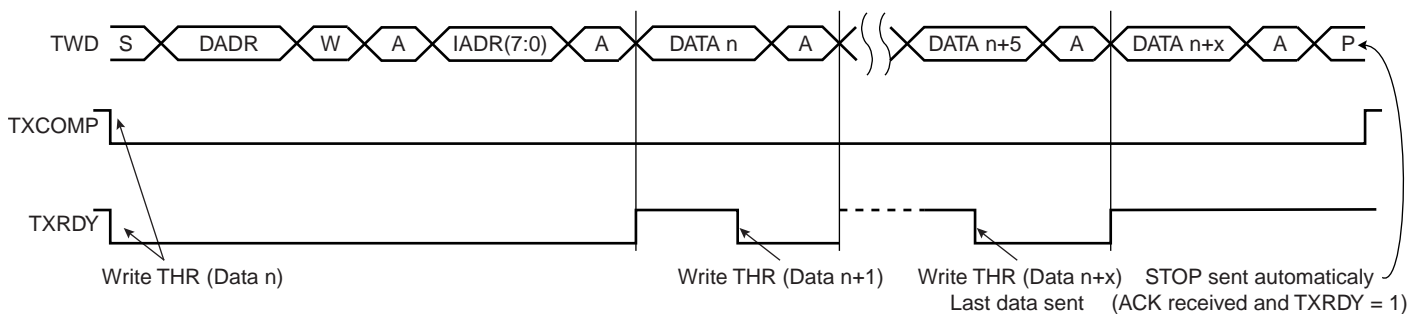 TWD S DADR W A IADR(7:0) A DATA n A DATA n+5 A DATA n+x A P
TXCOMP
TXRDY
Write THR (Data n) Write THR (Data n+1) Write THR (Data n+x) STOP sent automaticaly
Last data sent (ACK received and TXRDY = 1)